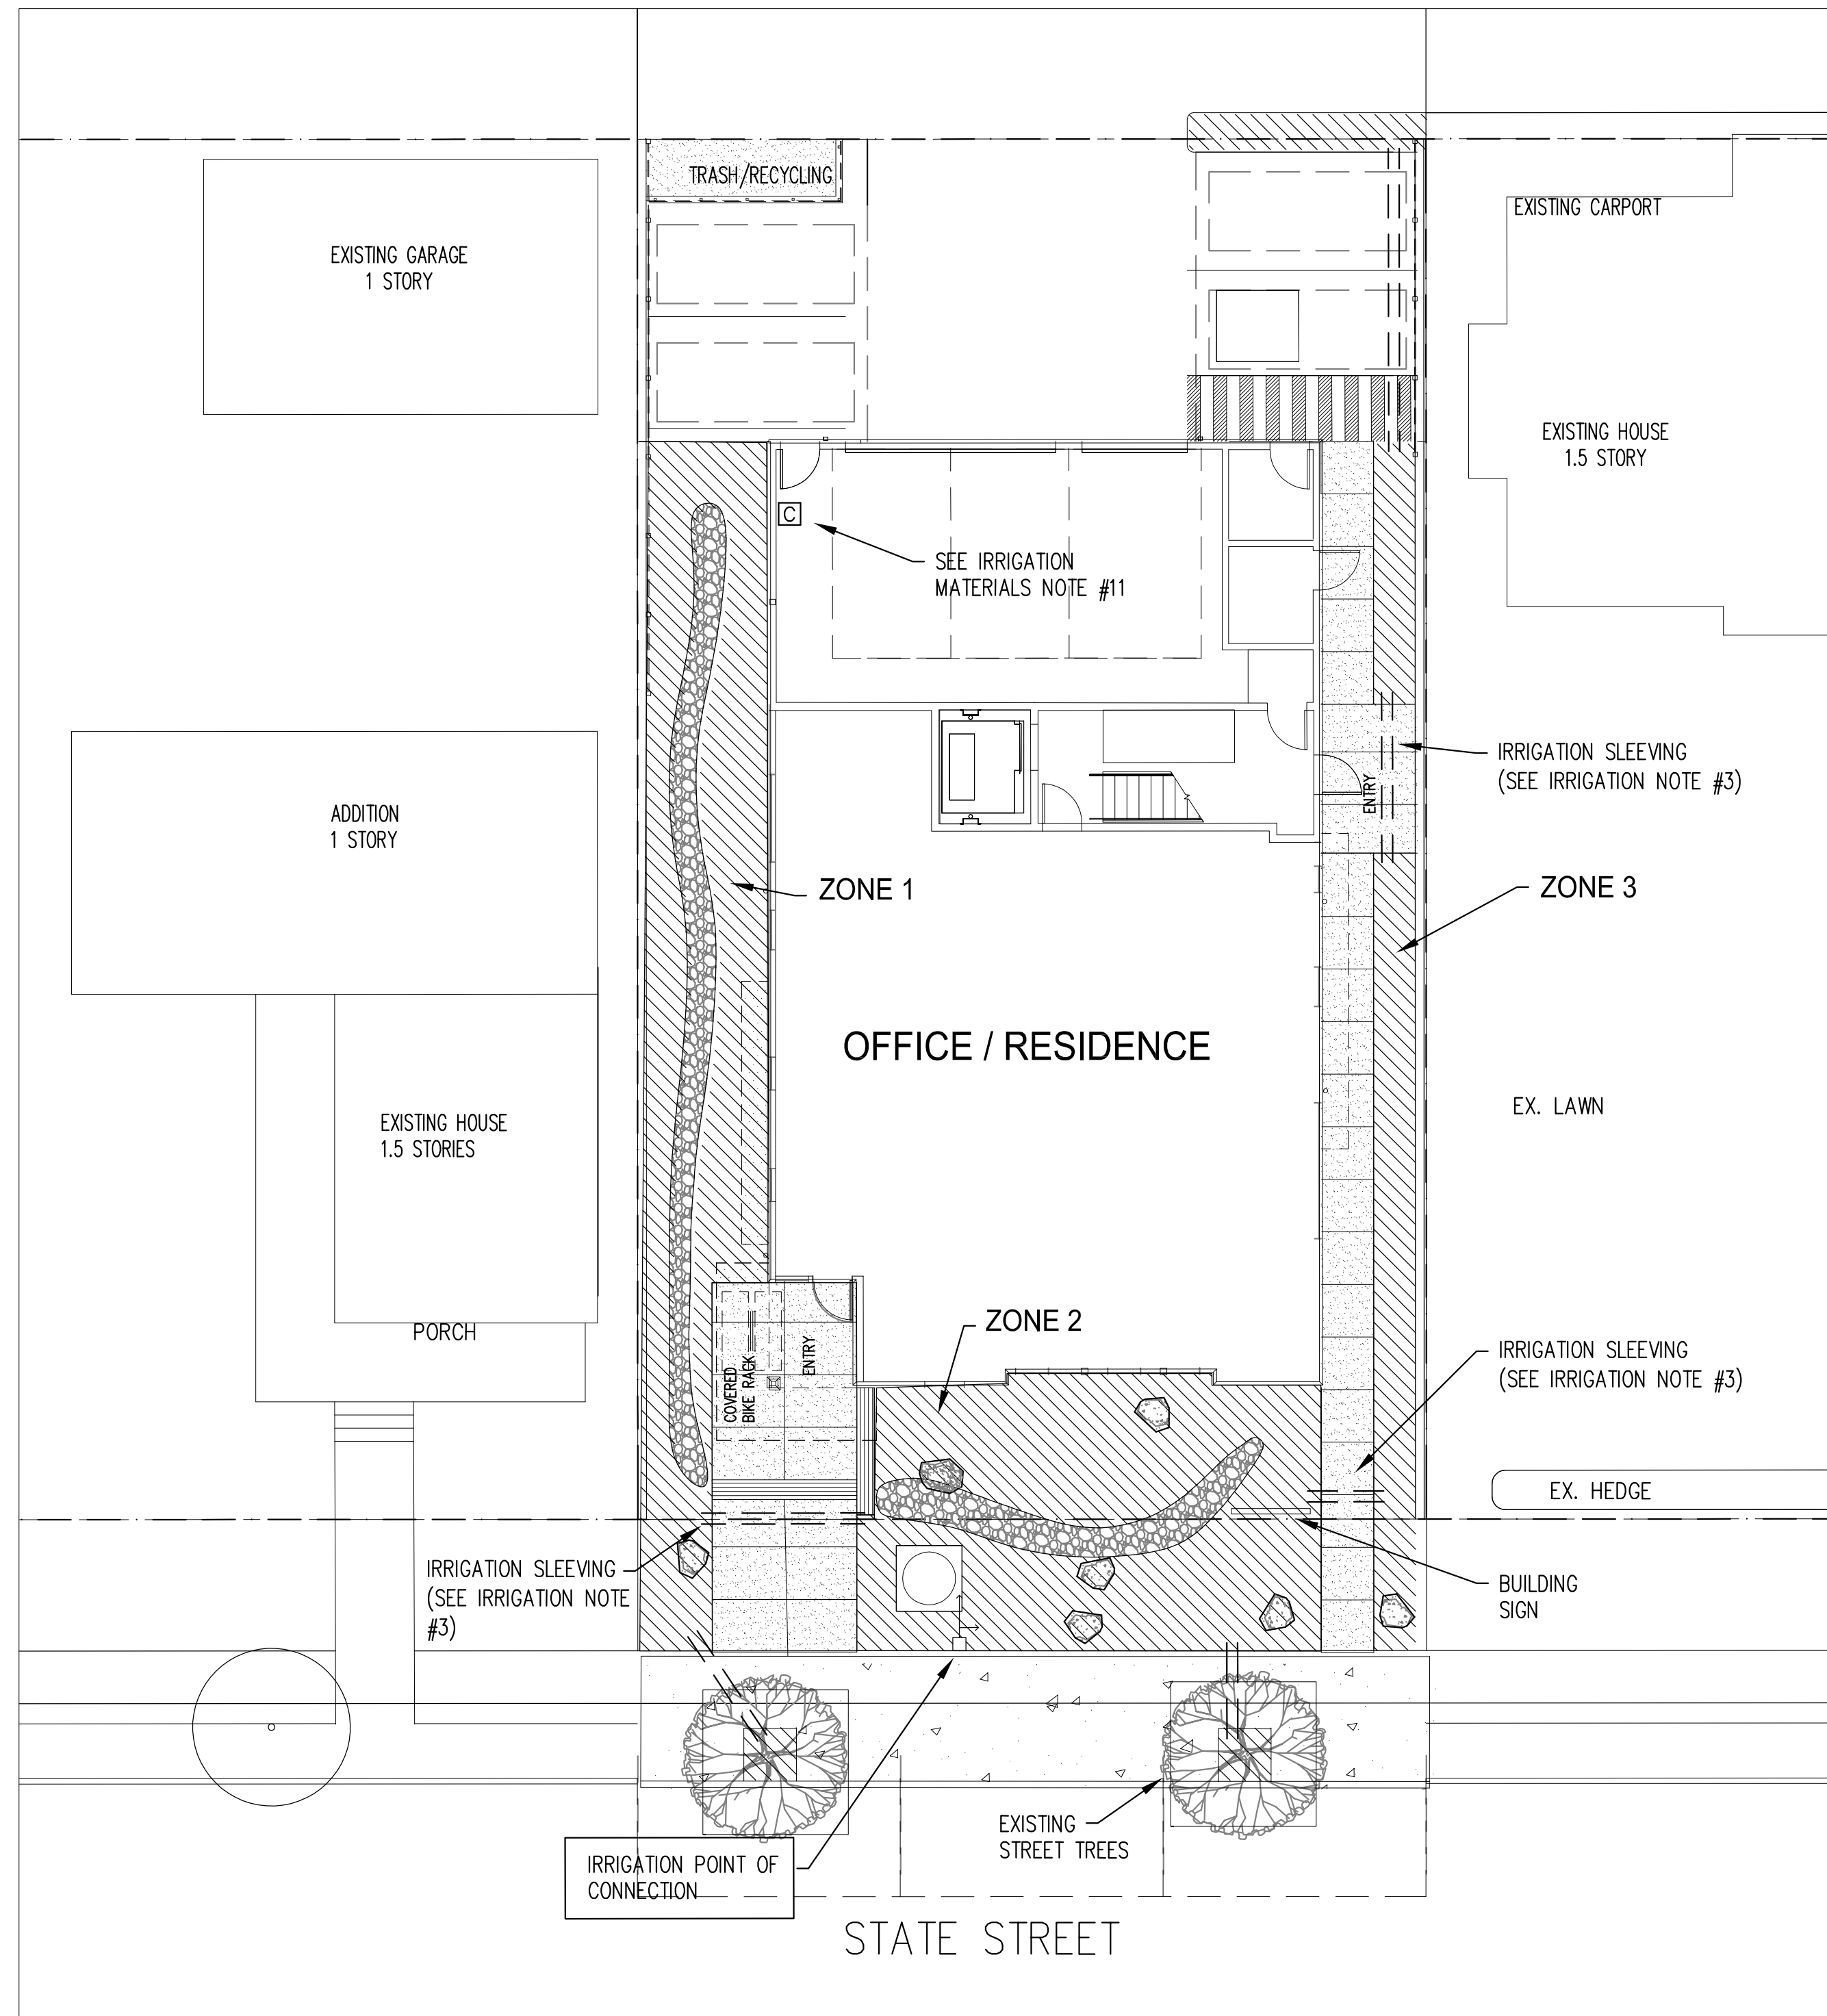 TRASH/RECYCLING
EXISTING CARPORT
EXISTING GARAGE
1 STORY
EXISTING HOUSE
1.5 STORY
C
SEE IRRIGATION
MATERIALS NOTE #11
IRRIGATION SLEEVING
(SEE IRRIGATION NOTE #3)
ENTRY
ADDITION
1 STORY
ZONE 1
ZONE 3
OFFICE / RESIDENCE
EX. LAWN
EXISTING HOUSE
1.5 STORIES
PORCH
ZONE 2
COVERED
BIKE RACK
ENTRY
IRRIGATION SLEEVING
(SEE IRRIGATION NOTE #3)
EX. HEDGE
IRRIGATION SLEEVING
(SEE IRRIGATION NOTE
#3)
BUILDING
SIGN
EXISTING
STREET TREES
IRRIGATION POINT OF
CONNECTION
STATE STREET